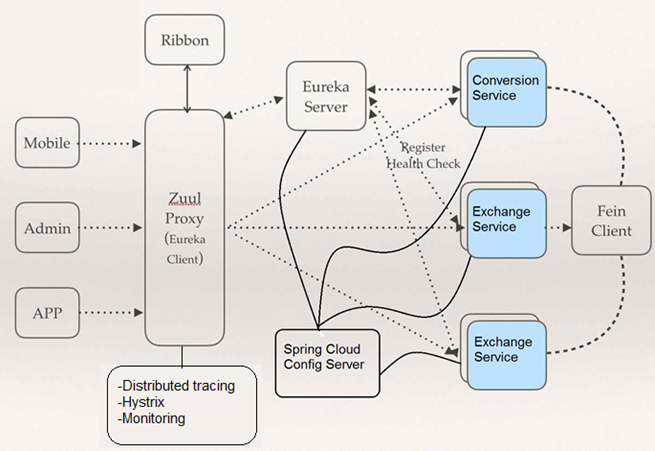 Ribbon
Eureka
Server
Conversion
Service
Mobile
Register
Health Check
Zuul
Proxy
(Eureka
Client)
Admin
Exchange
Service
Fein
Client
APP
Spring Cloud
Config Server
Exchange
Service
-Distributed tracing
-Hystrix
-Monitoring